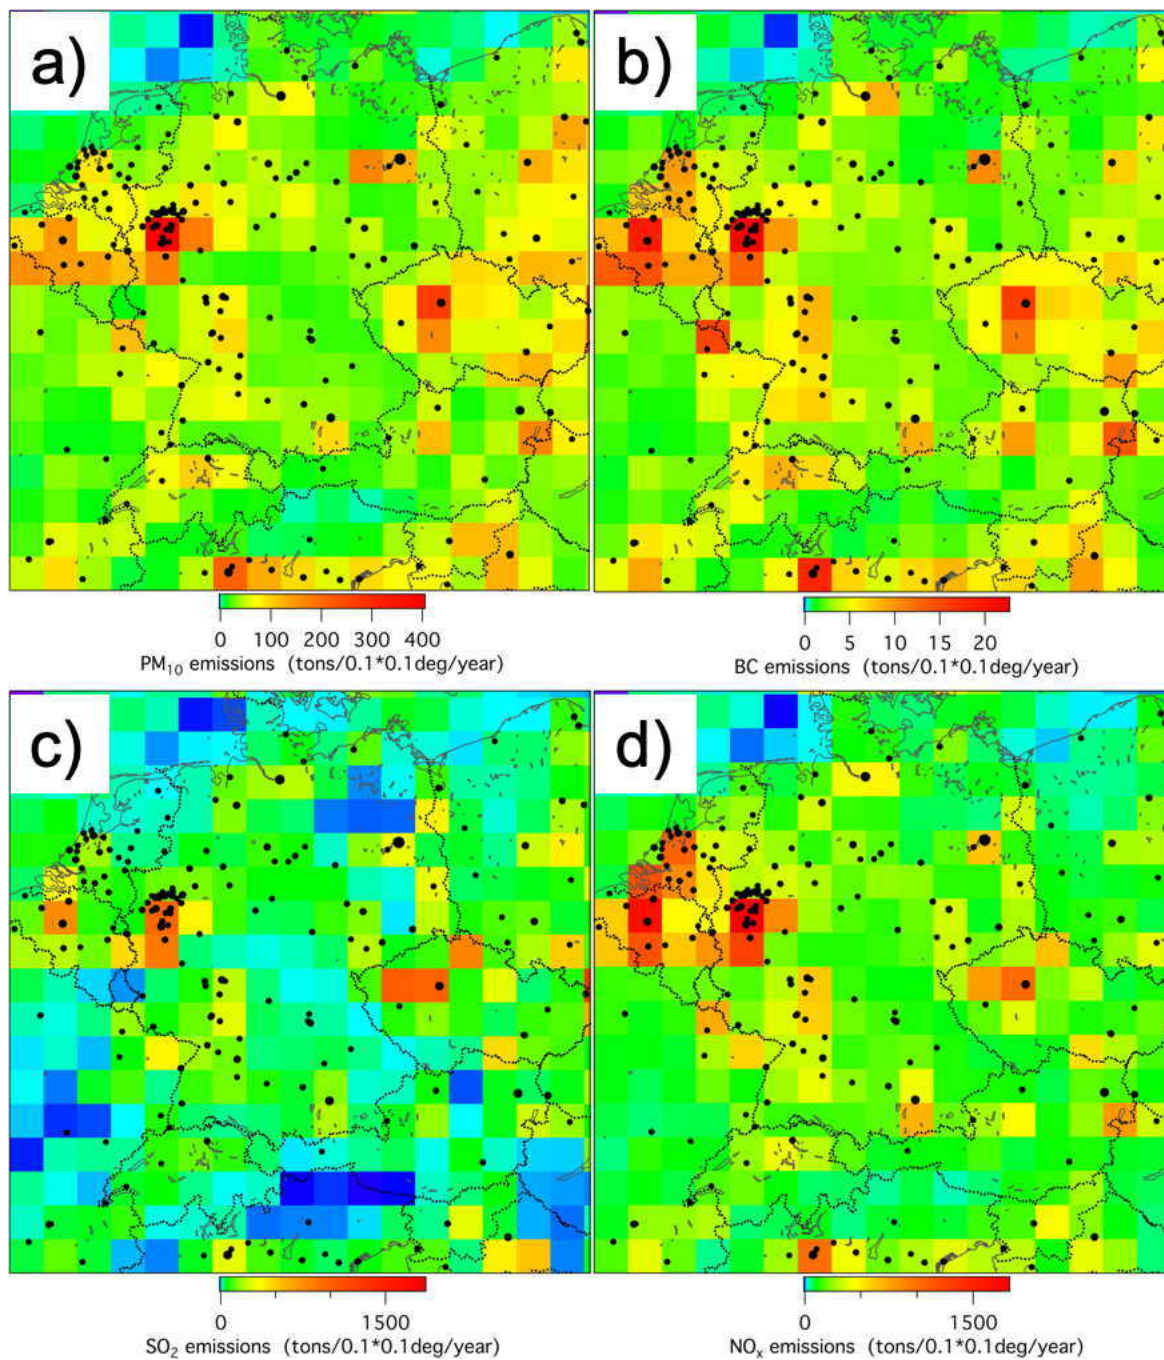 a)
b)
0 100 200 300 400
PM₁₀ emissions (tons/0.1*0.1deg/year)
0 5 10 15 20
BC emissions (tons/0.1*0.1deg/year)
c)
d)
0 1500
SO₂ emissions (tons/0.1*0.1deg/year)
0 1500
NOₓ emissions (tons/0.1*0.1deg/year)